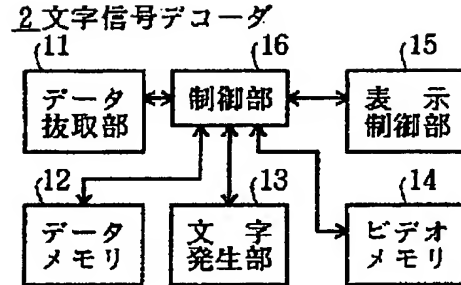 2文字信号デコーダ
11 16 15
データ 制御部 表示
抜取部 制御部
12 13 14
データ 文字 ビデオ
メモリ 発生部 メモリ